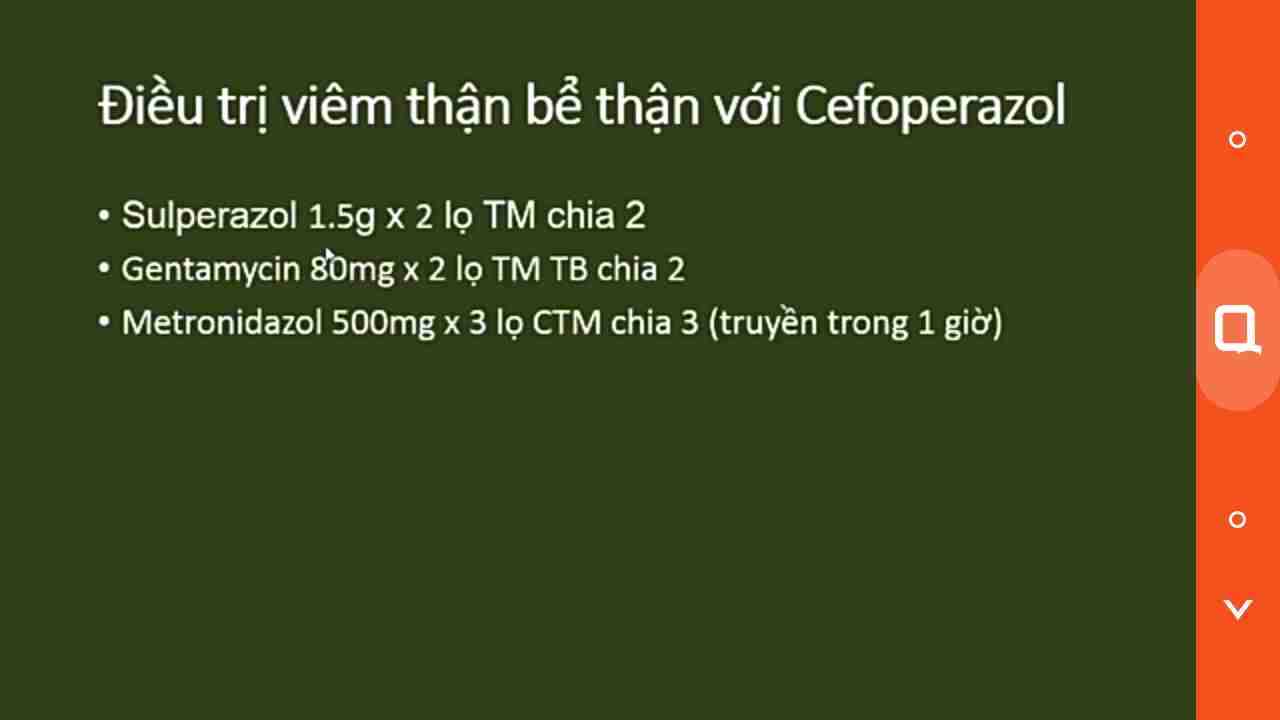 Điều trị viêm thận bể thận với Cefoperazol
• Sulperazol 1.5g x 2 lọ TM chia 2
• Gentamycin 80mg x 2 lọ TM TB chia 2
• Metronidazol 500mg x 3 lọ CTM chia 3 (truyền trong 1 giờ)